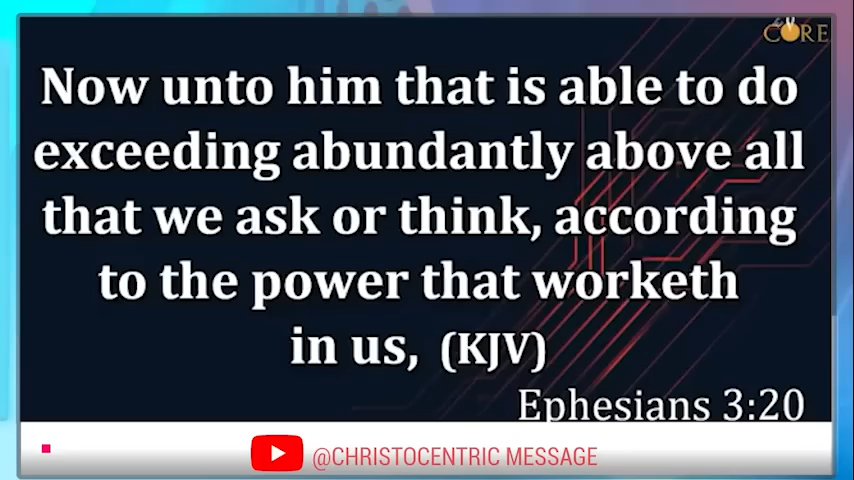 CORE
Now unto him that is able to do
exceeding abundantly above all
that we ask or think, according
to the power that worketh
in us, (KJV)
Ephesians 3:20
@CHRISTOCENTRIC MESSAGE